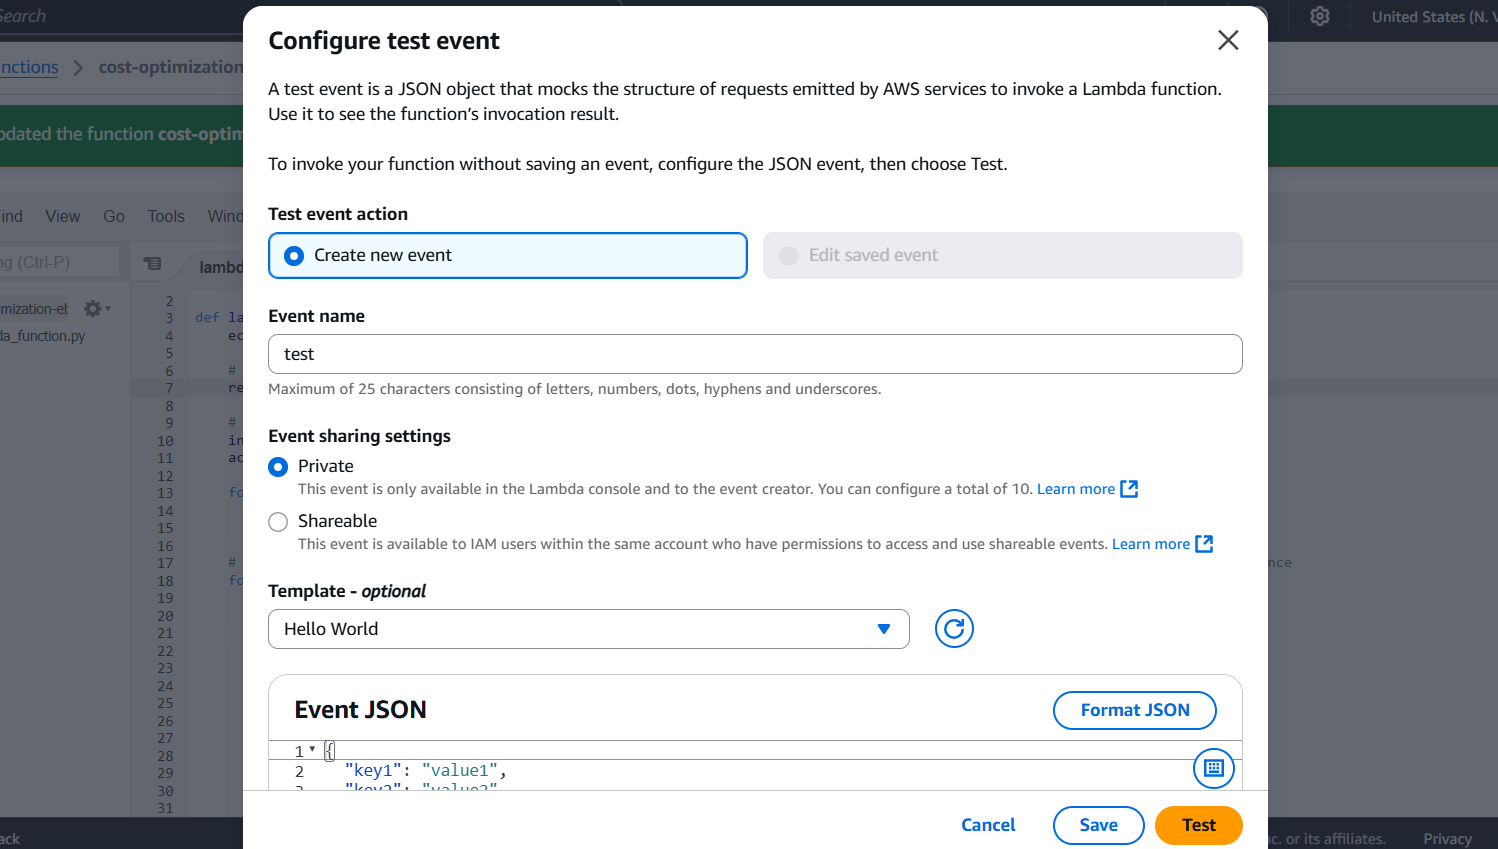 Search
United States (N. V
nctions > cost-optimization
Configure test event
A test event is a JSON object that mocks the structure of requests emitted by AWS services to invoke a Lambda function.
Use it to see the function's invocation result.
pdated the function cost-optim
To invoke your function without saving an event, configure the JSON event, then choose Test.
ind View Go Tools Wind
Test event action
Create new event
Edit saved event
ng (Ctrl-P)
lambd
mization-eb
da_function.py
2
3 def la
4 ec
5
6 #
7 re
8
9 #
10 in
11 ac
12
13 fo
14
15
16
17 # nce
18 fo
19
20
21
22
23
24
25
26
27
28
29
30
31
Event name
test
Maximum of 25 characters consisting of letters, numbers, dots, hyphens and underscores.
Event sharing settings
Private
This event is only available in the Lambda console and to the event creator. You can configure a total of 10. Learn more
Shareable
This event is available to IAM users within the same account who have permissions to access and use shareable events. Learn more
Template - optional
Hello World
Event JSON
Format JSON
1 {
2 "key1": "value1",
3 "key2": "value2"
Cancel
Save
Test
ack
nc. or its affiliates.
Privacy